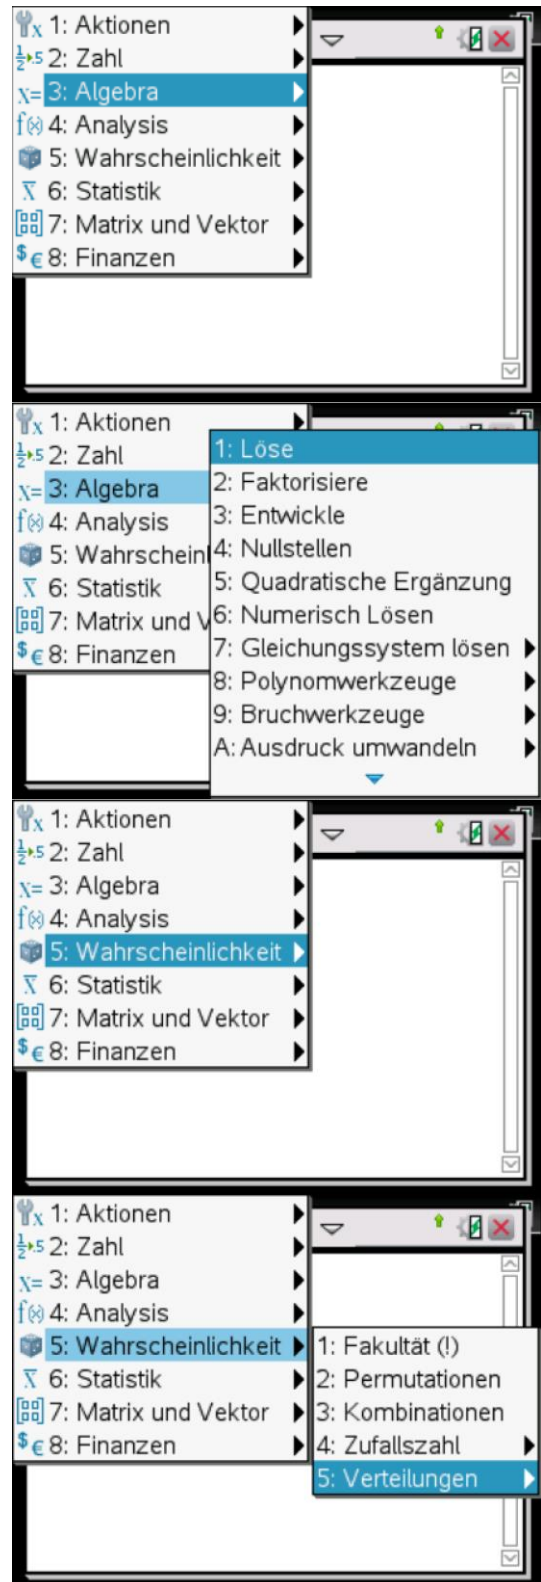 1: Aktionen
2: Zahl
3: Algebra
4: Analysis
5: Wahrscheinlichkeit
6: Statistik
7: Matrix und Vektor
8: Finanzen
1: Aktionen
2: Zahl
3: Algebra
4: Analysis
5: Wahrscheinl
6: Statistik
7: Matrix und V
8: Finanzen
1: Löse
2: Faktorisiere
3: Entwickle
4: Nullstellen
5: Quadratische Ergänzung
6: Numerisch Lösen
7: Gleichungssystem lösen
8: Polynomwerkzeuge
9: Bruchwerkzeuge
A: Ausdruck umwandeln
1: Aktionen
2: Zahl
3: Algebra
4: Analysis
5: Wahrscheinlichkeit
6: Statistik
7: Matrix und Vektor
8: Finanzen
1: Aktionen
2: Zahl
3: Algebra
4: Analysis
5: Wahrscheinlichkeit
6: Statistik
7: Matrix und Vektor
8: Finanzen
1: Fakultät (!)
2: Permutationen
3: Kombinationen
4: Zufallszahl
5: Verteilungen